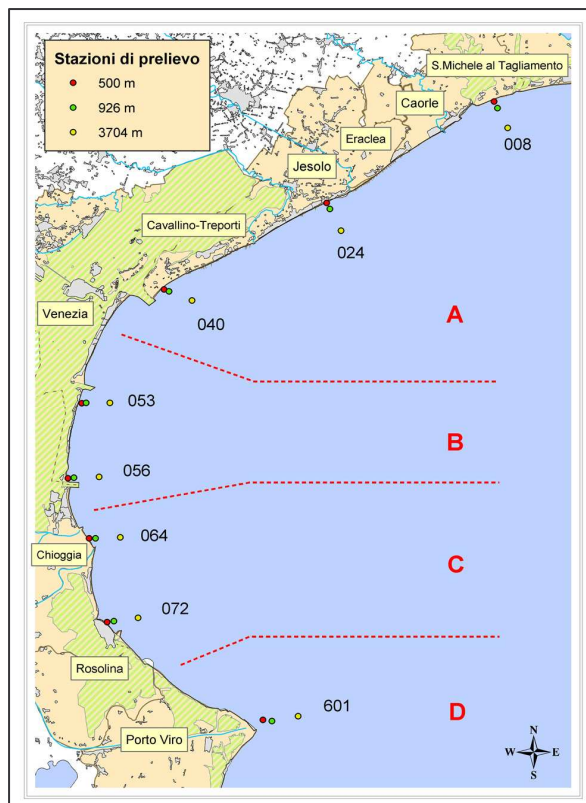 Stazioni di prelievo
500 m
926 m
3704 m
S.Michele al Tagliamento
Caorle
008
Eraclea
Jesolo
024
Cavallino-Treporti
Venezia
040
A
053
B
056
064
Chioggia
C
072
Rosolina
601
D
Porto Viro
N
W E
S